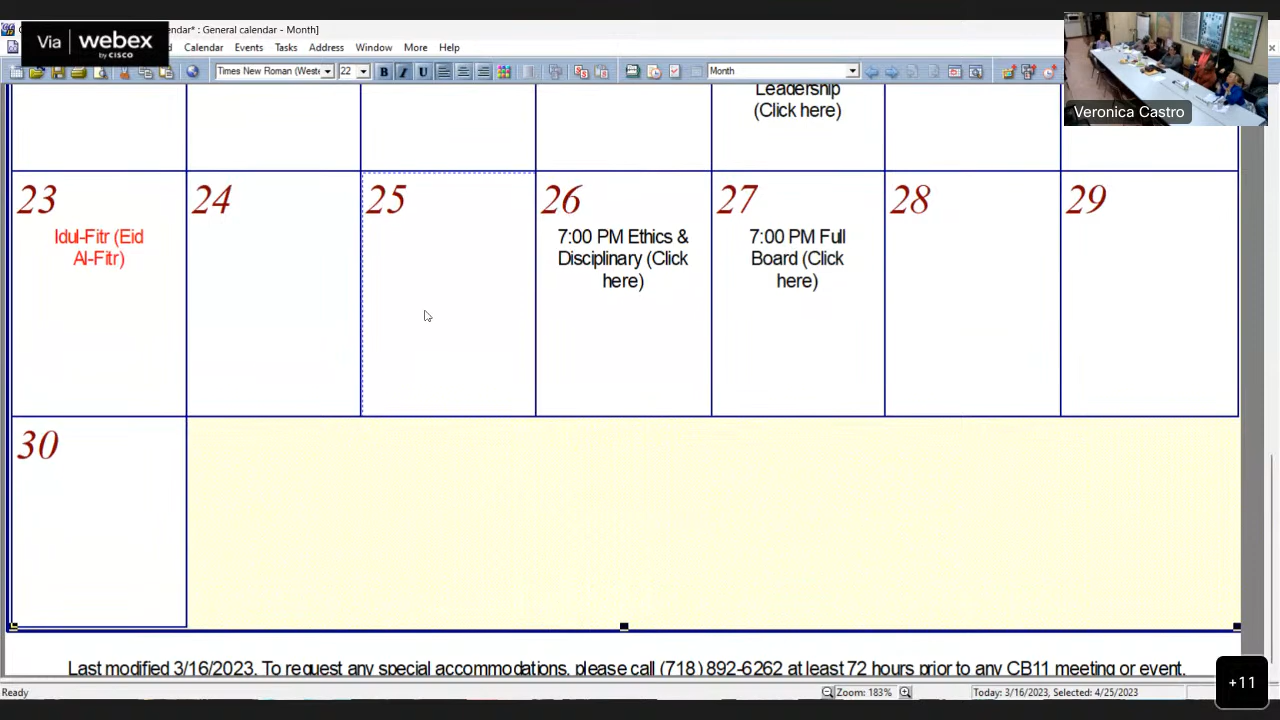 Via webex
by CISCO
endar* : General calendar - Month]
Calendar Events Tasks Address Window More Help
Times New Roman (Weste 22 B I U Month
Veronica Castro
Leadership
(Click here)
23 24 25 26 27 28 29
Idul-Fitr (Eid
Al-Fitr)
7:00 PM Ethics &
Disciplinary (Click
here)
7:00 PM Full
Board (Click
here)
30
Last modified 3/16/2023. To request any special accommodations, please call (718) 892-6262 at least 72 hours prior to any CB11 meeting or event.
Ready Zoom: 183% Today: 3/16/2023, Selected: 4/25/2023
+11